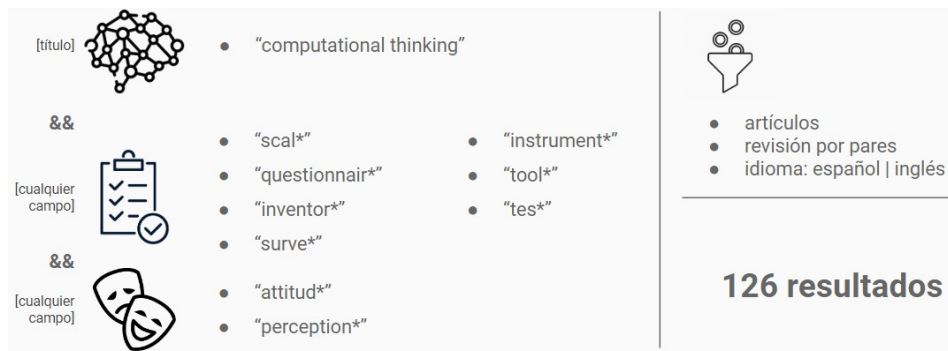 [título]
● “computational thinking”
&&
[cualquier
campo]
● “scal*”
● “questionnair*”
● “inventor*”
● “surve*”
● “instrument*”
● “tool*”
● “tes*”
&&
[cualquier
campo]
● “attitud*”
● “perception*”
● artículos
● revisión por pares
● idioma: español | inglés
126 resultados